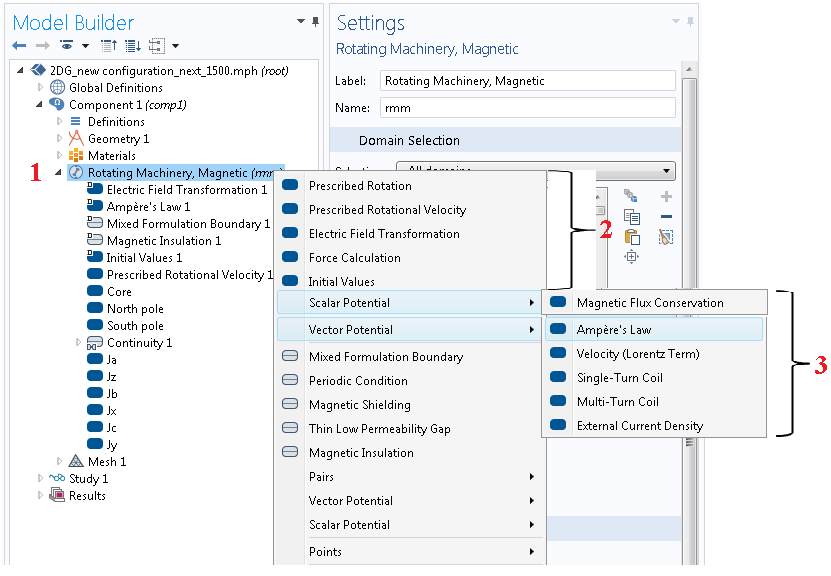 Model Builder
2DG_new configuration_next_1500.mph (root)
Global Definitions
Component 1 (comp1)
Definitions
Geometry 1
Materials
1
Rotating Machinery, Magnetic (rmm)
Electric Field Transformation 1
Ampère's Law 1
Mixed Formulation Boundary 1
Magnetic Insulation 1
Initial Values 1
Prescribed Rotational Velocity 1
Core
North pole
South pole
Continuity 1
Ja
Jz
Jb
Jx
Jc
Jy
Mesh 1
Study 1
Results
Settings
Rotating Machinery, Magnetic
Label: Rotating Machinery, Magnetic
Name: rmm
Domain Selection
Prescribed Rotation
Prescribed Rotational Velocity
Electric Field Transformation
Force Calculation
Initial Values
2
Scalar Potential
Vector Potential
Mixed Formulation Boundary
Periodic Condition
Magnetic Shielding
Thin Low Permeability Gap
Magnetic Insulation
Pairs
Vector Potential
Scalar Potential
Points
Magnetic Flux Conservation
Ampère's Law
Velocity (Lorentz Term)
Single-Turn Coil
Multi-Turn Coil
External Current Density
3